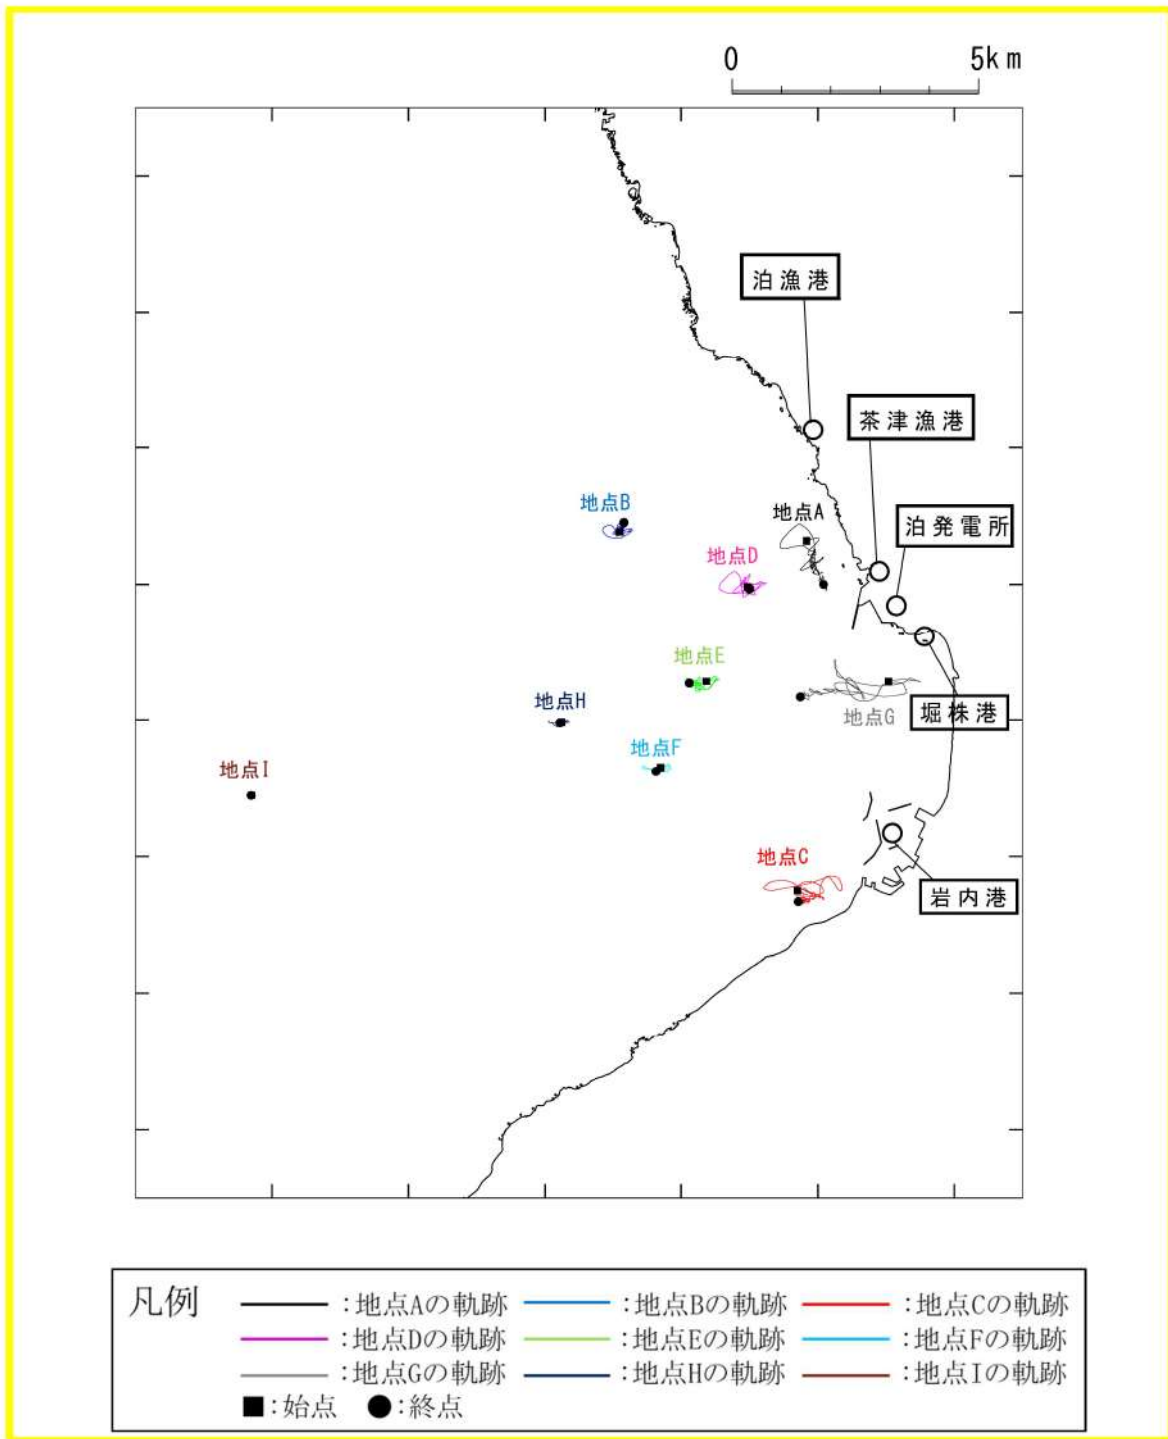 0 5km
泊漁港
茶津漁港
地点B
地点A
泊発電所
地点D
地点E
地点H
地点G
堀株港
地点F
地点I
地点C
岩内港
凡例
:地点Aの軌跡 :地点Bの軌跡 :地点Cの軌跡
:地点Dの軌跡 :地点Eの軌跡 :地点Fの軌跡
:地点Gの軌跡 :地点Hの軌跡 :地点Iの軌跡
■:始点 ●:終点